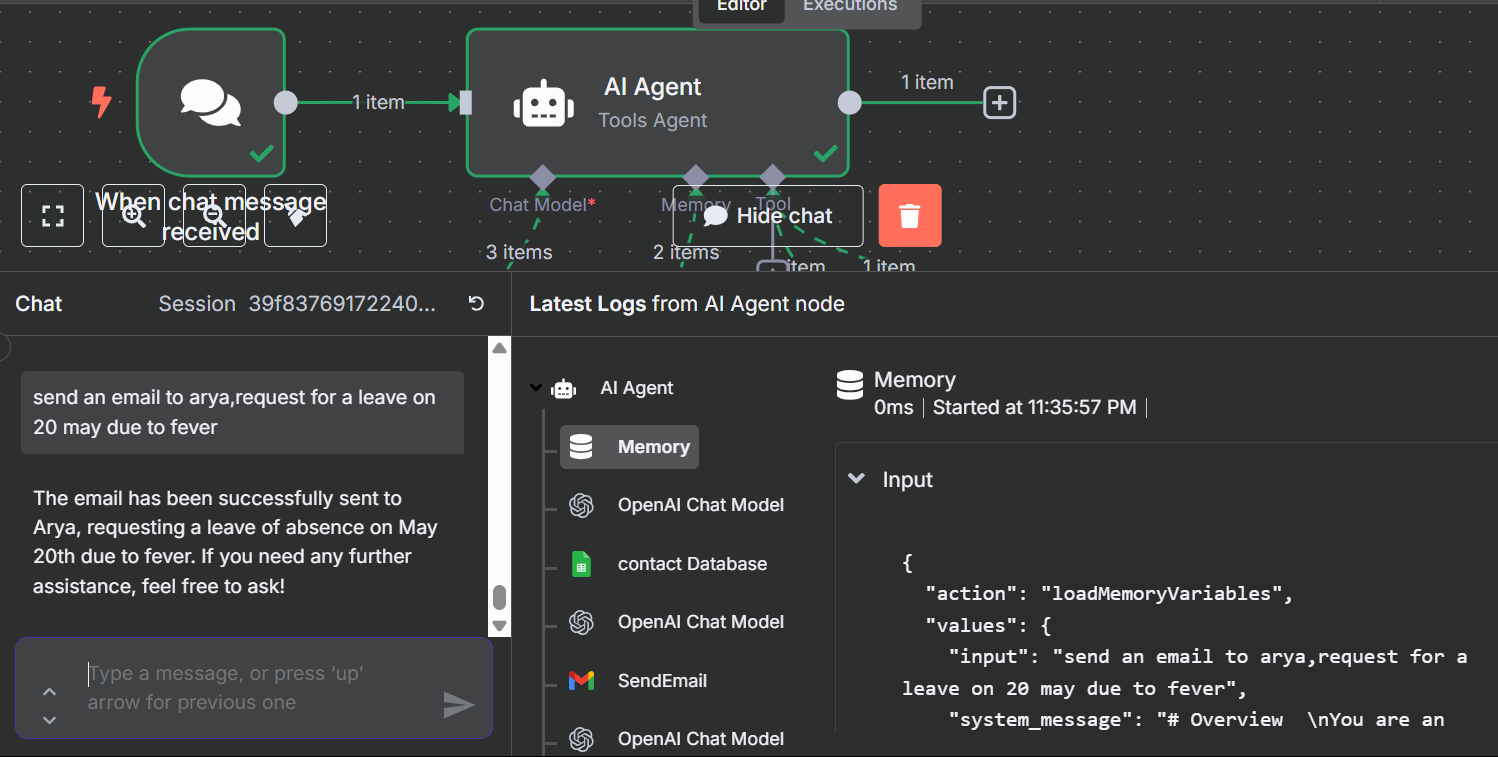 Editor
Executions
1 item
AI Agent
Tools Agent
1 item
When chat message
received
Chat Model*
Memory
Tool
Hide chat
3 items
2 items
item
1 item
Chat
Session 39f83769172240...
Latest Logs from AI Agent node
send an email to arya,request for a leave on
20 may due to fever
The email has been successfully sent to
Arya, requesting a leave of absence on May
20th due to fever. If you need any further
assistance, feel free to ask!
Type a message, or press ‘up’
arrow for previous one
AI Agent
Memory
OpenAI Chat Model
contact Database
OpenAI Chat Model
SendEmail
OpenAI Chat Model
Memory
0ms | Started at 11:35:57 PM |
Input
{
"action": "loadMemoryVariables",
"values": {
"input": "send an email to arya,request for a
leave on 20 may due to fever",
"system_message": "# Overview \nYou are an